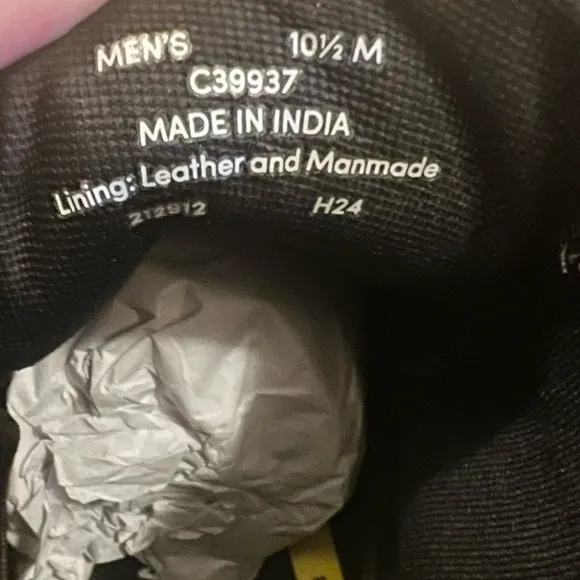 MEN'S 10½ M
C39937
MADE IN INDIA
Lining: Leather and Manmade
212912 H24